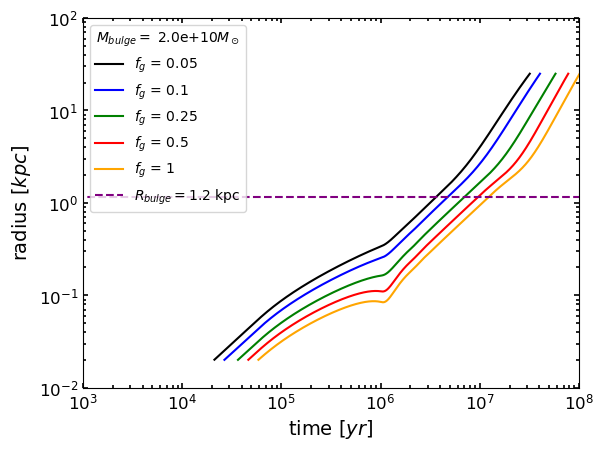 10²
10¹
10⁰
10⁻¹
10⁻²
radius [kpc]
M_bulge = 2.0e+10M_⊙
f_g = 0.05
f_g = 0.1
f_g = 0.25
f_g = 0.5
f_g = 1
R_bulge = 1.2 kpc
10³ 10⁴ 10⁵ 10⁶ 10⁷ 10⁸
time [yr]